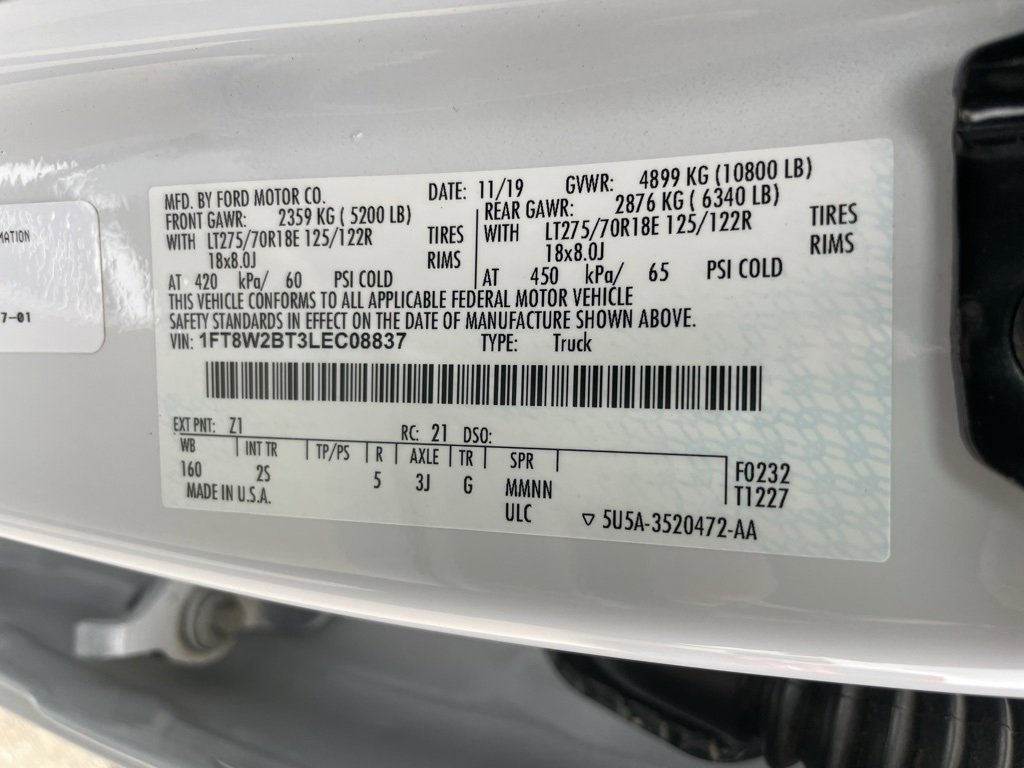 MATION
7-01
MFD. BY FORD MOTOR CO. DATE: 11/19 GVWR: 4899 KG (10800 LB)
FRONT GAWR: 2359 KG ( 5200 LB) REAR GAWR: 2876 KG ( 6340 LB)
WITH LT275/70R18E 125/122R TIRES WITH LT275/70R18E 125/122R TIRES
18x8.0J RIMS 18x8.0J RIMS
AT 420 kPa/ 60 PSI COLD AT 450 kPa/ 65 PSI COLD
THIS VEHICLE CONFORMS TO ALL APPLICABLE FEDERAL MOTOR VEHICLE
SAFETY STANDARDS IN EFFECT ON THE DATE OF MANUFACTURE SHOWN ABOVE.
VIN: 1FT8W2BT3LEC08837 TYPE: Truck
EXT PNT: Z1 RC: 21 DSO:
WB INT TR TP/PS R AXLE TR SPR
160 2S 5 3J G MMNN F0232
MADE IN U.S.A. ULC T1227
▽ 5U5A-3520472-AA